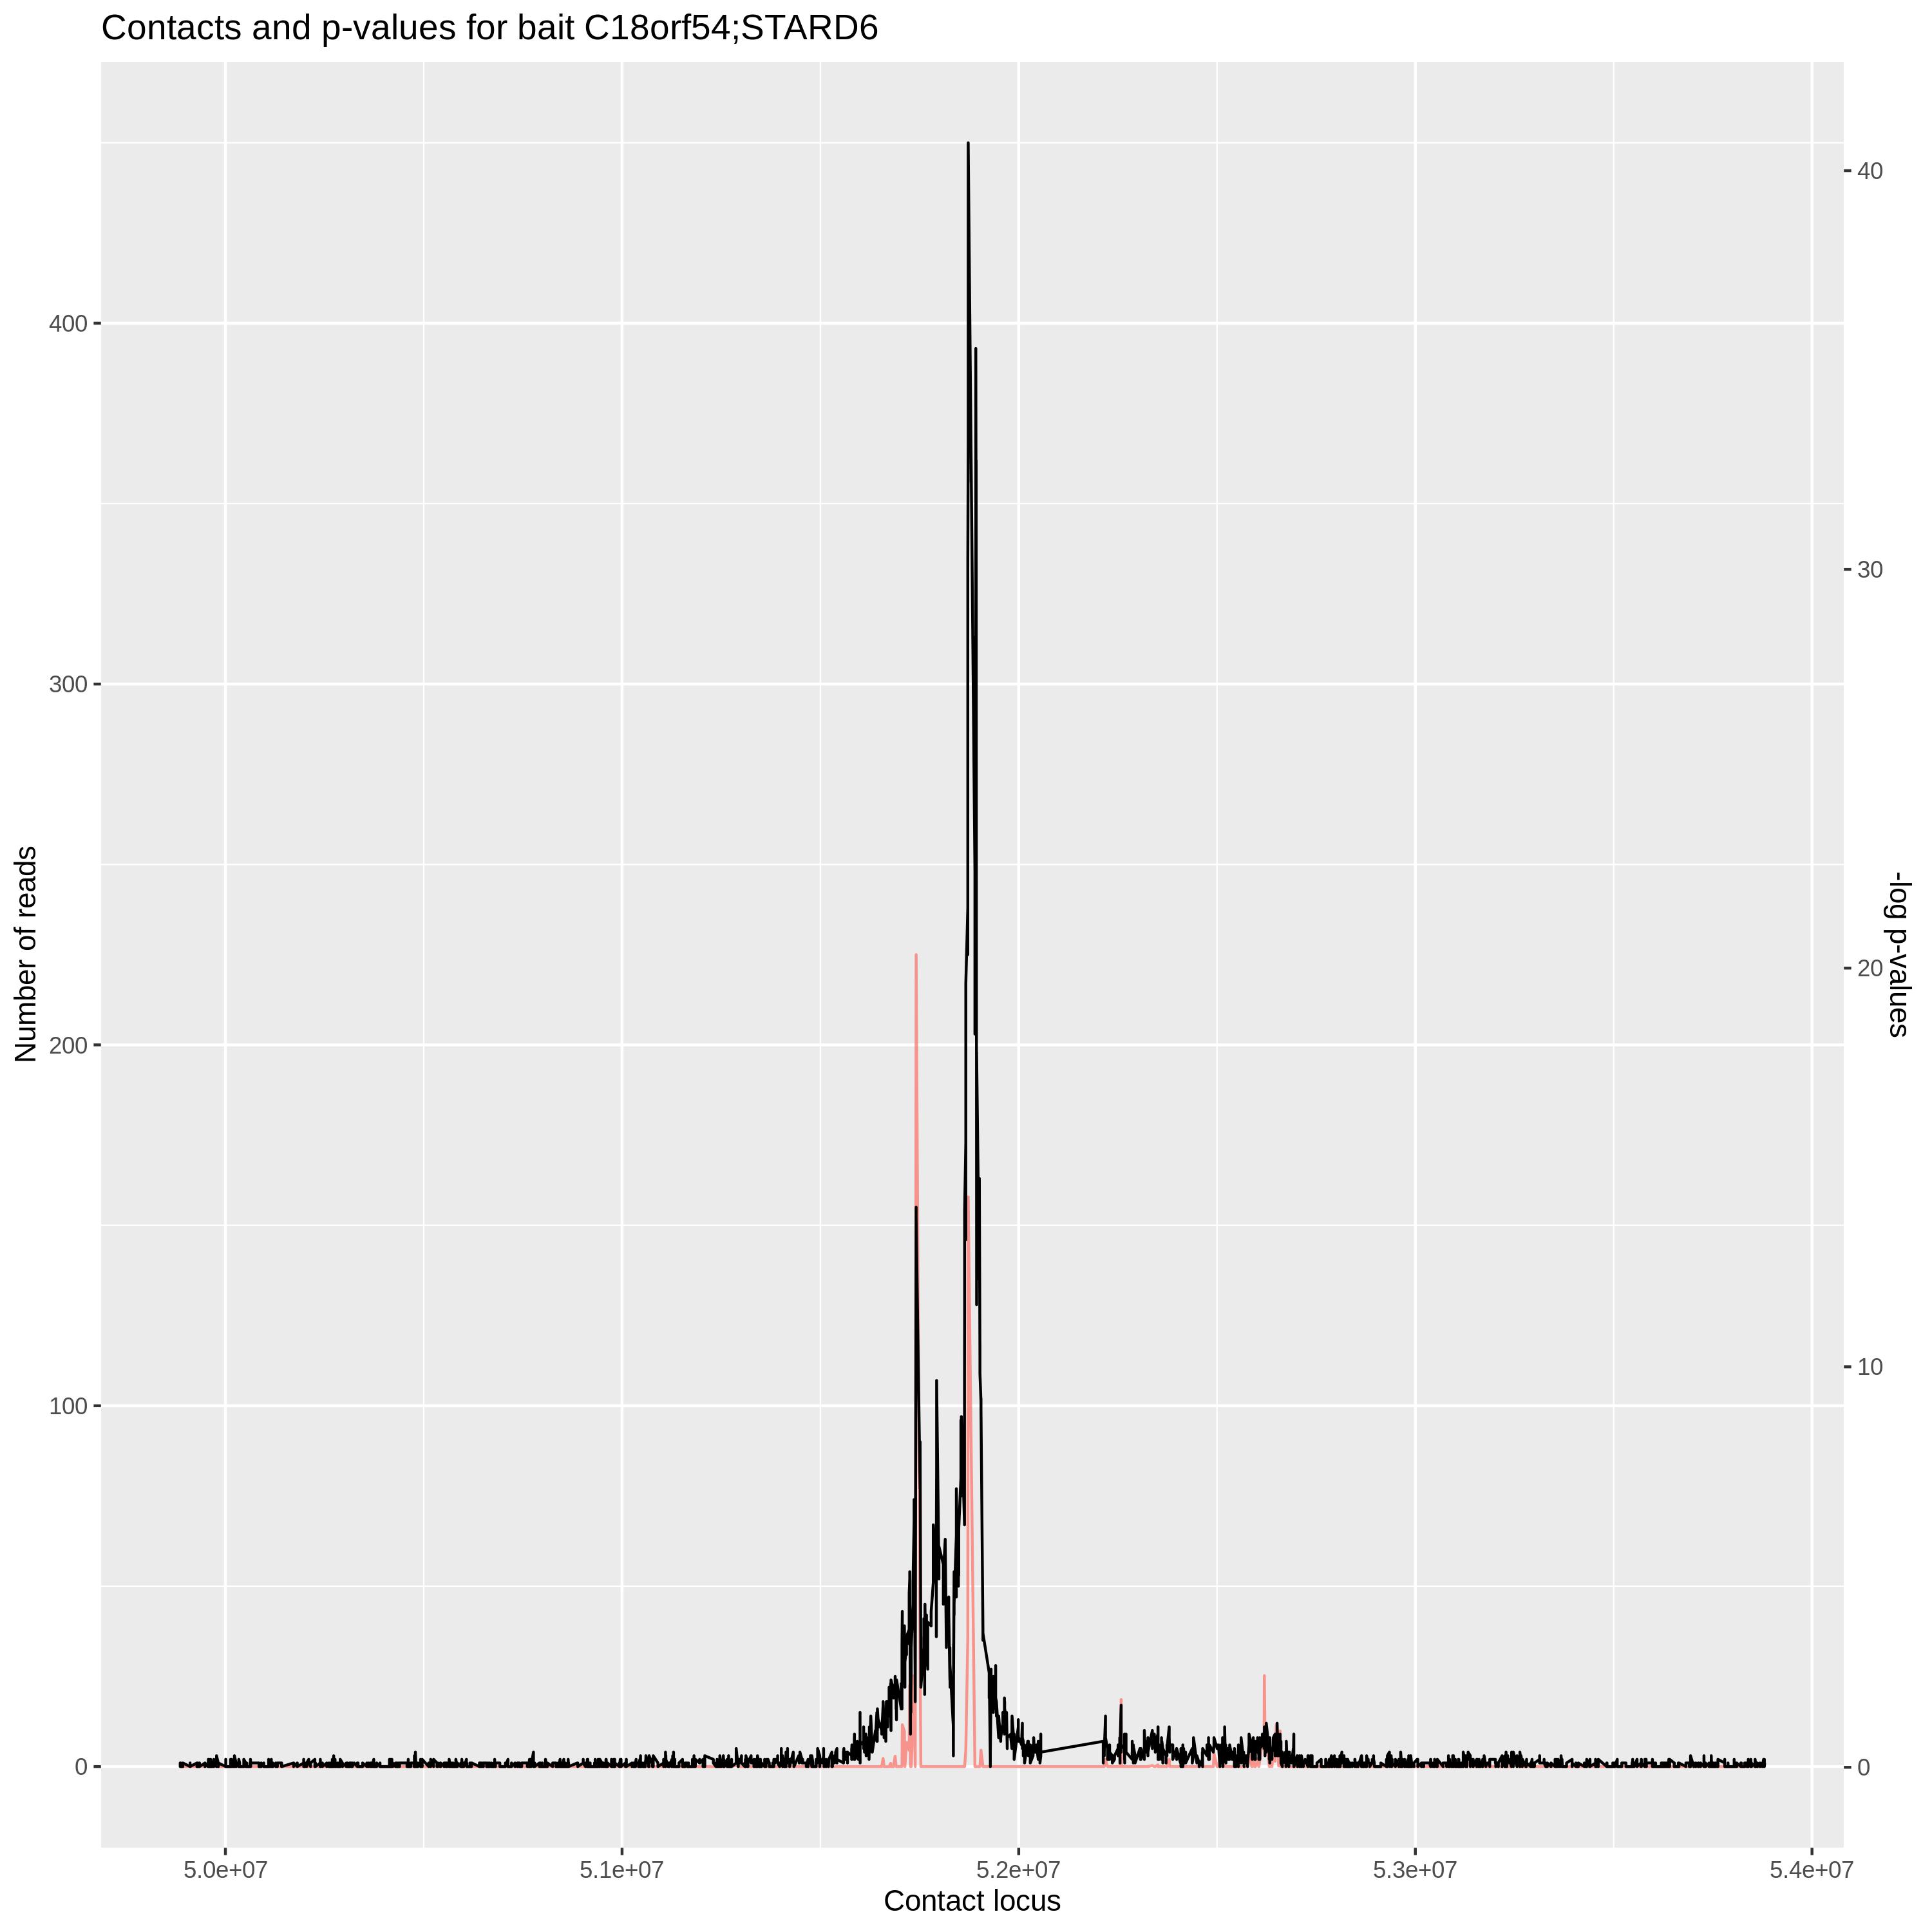 Contacts and p-values for bait C18orf54;STARD6
400
300
200
100
0
40
30
20
10
0
Number of reads
-log p-values
5.0e+07
5.1e+07
5.2e+07
5.3e+07
5.4e+07
Contact locus